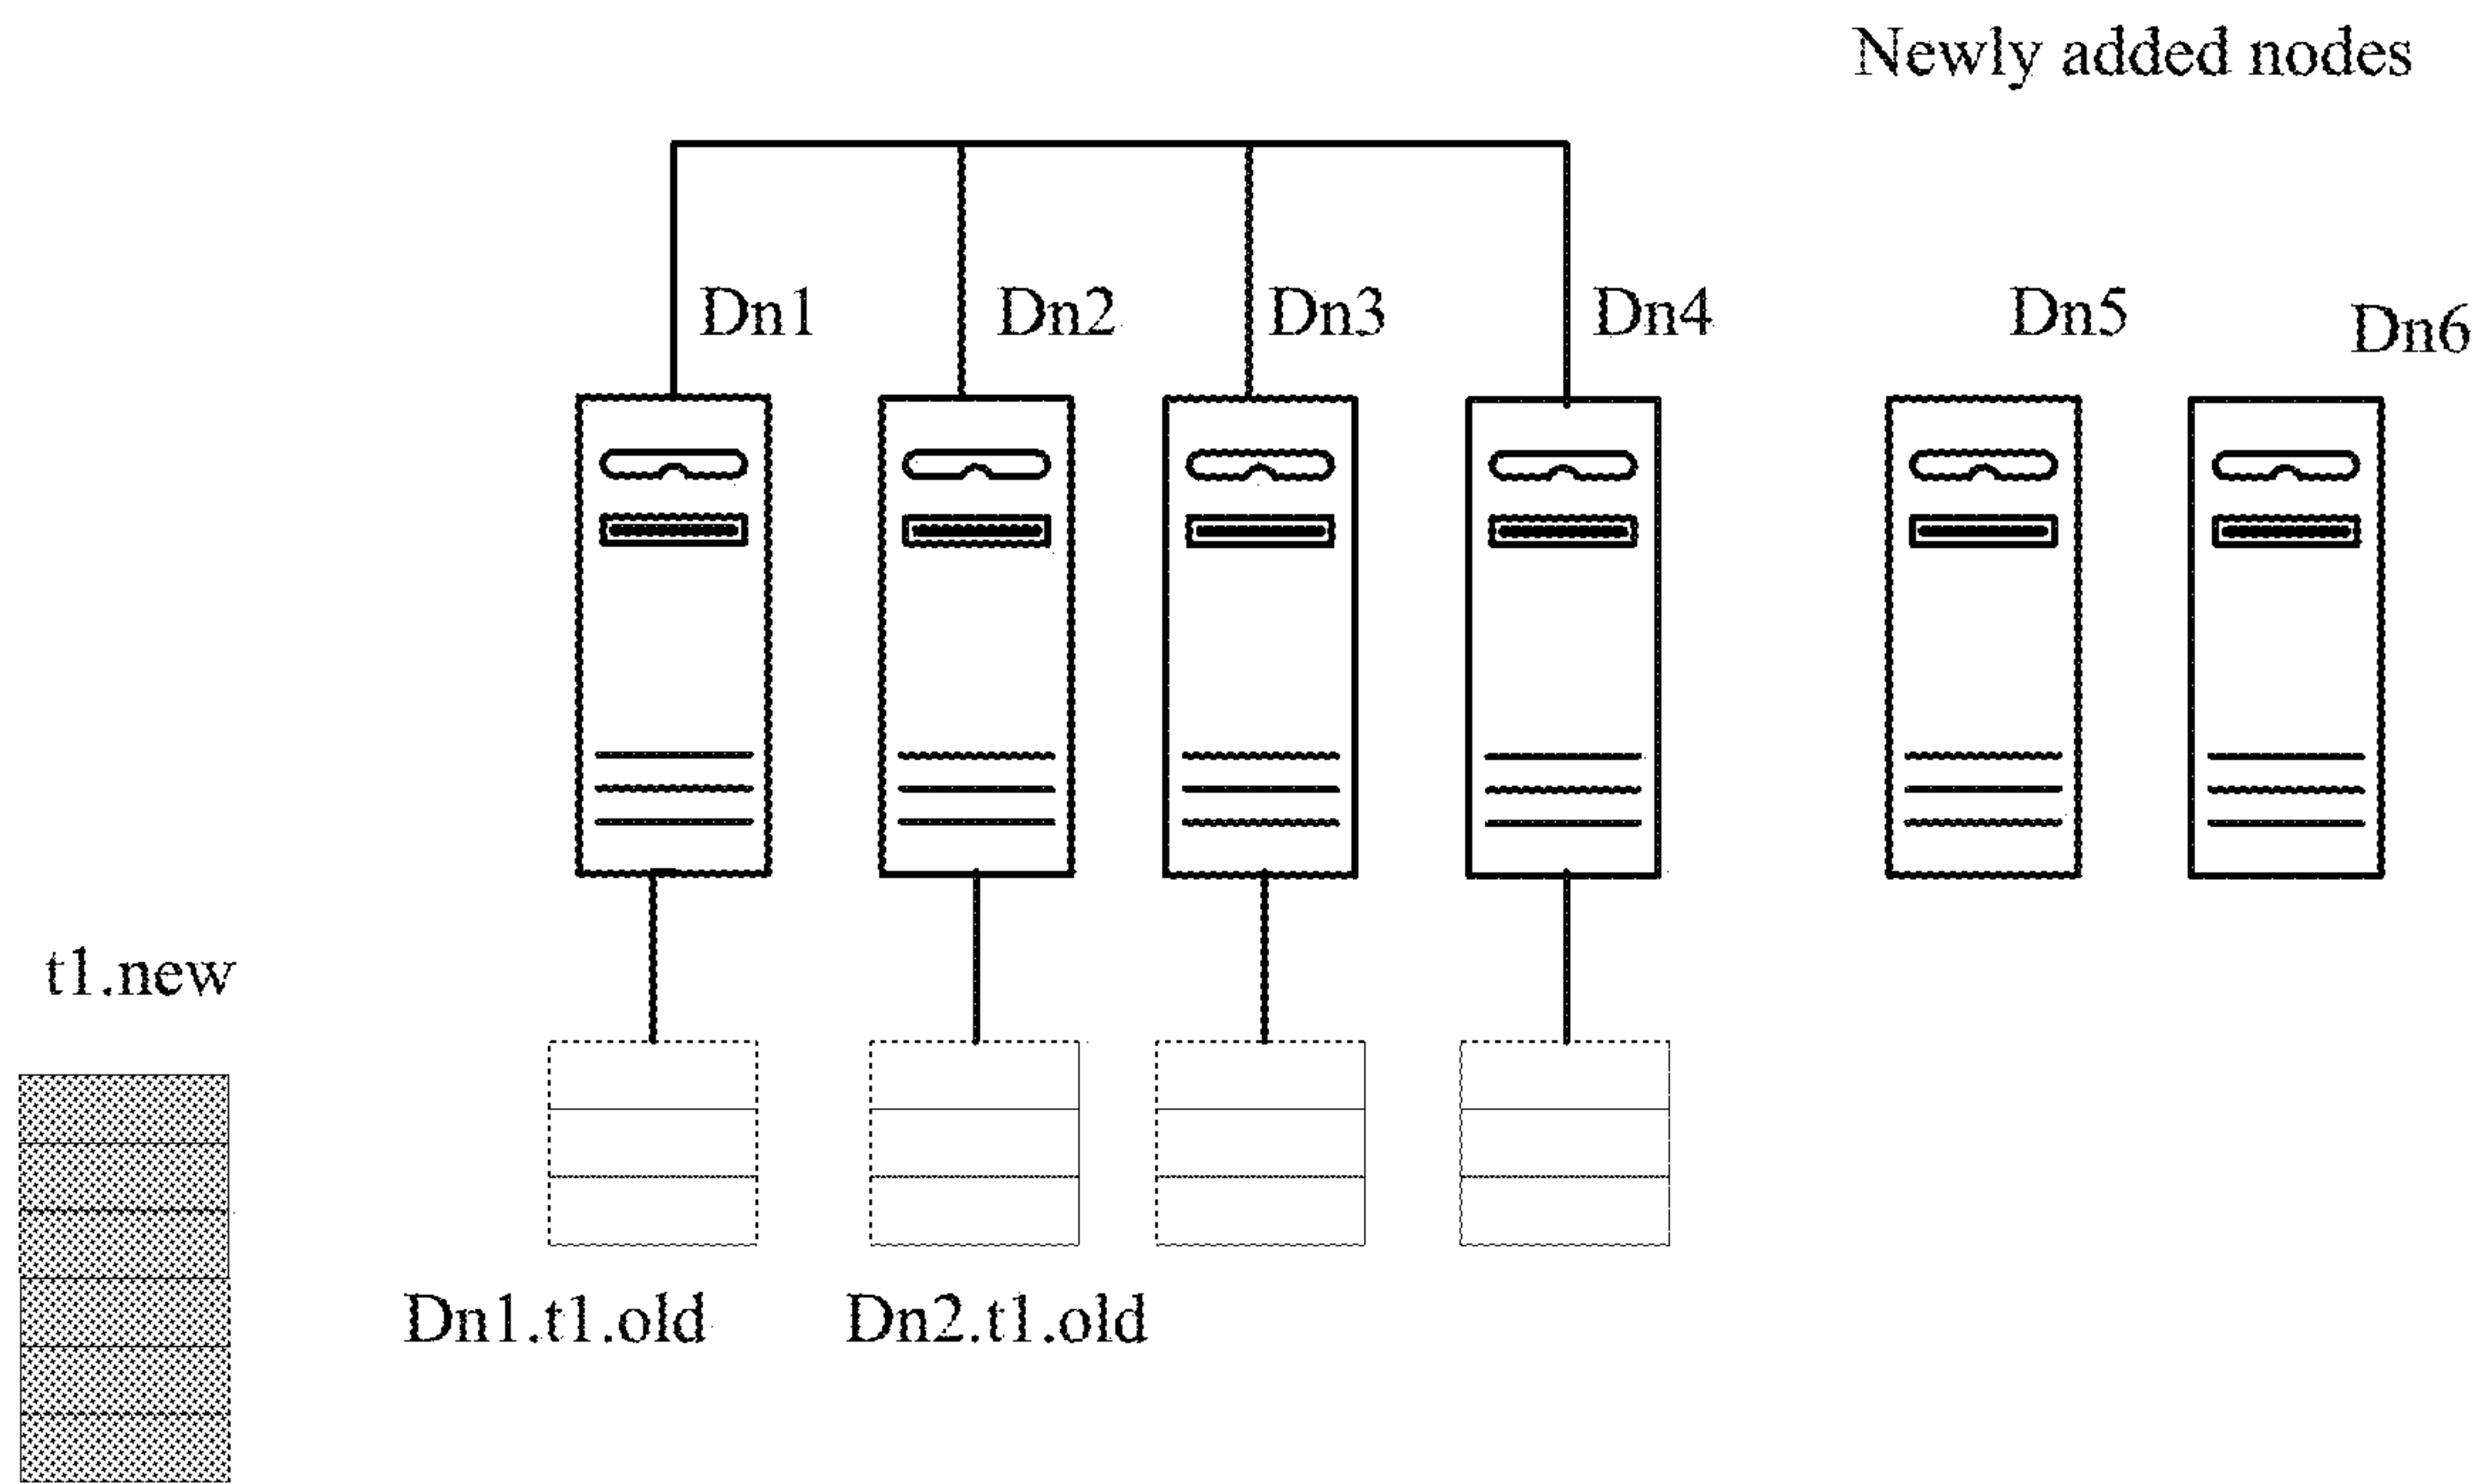 Newly added nodes
Dn1
Dn2
Dn3
Dn4
Dn5
Dn6
t1.new
Dn1.t1.old
Dn2.t1.old